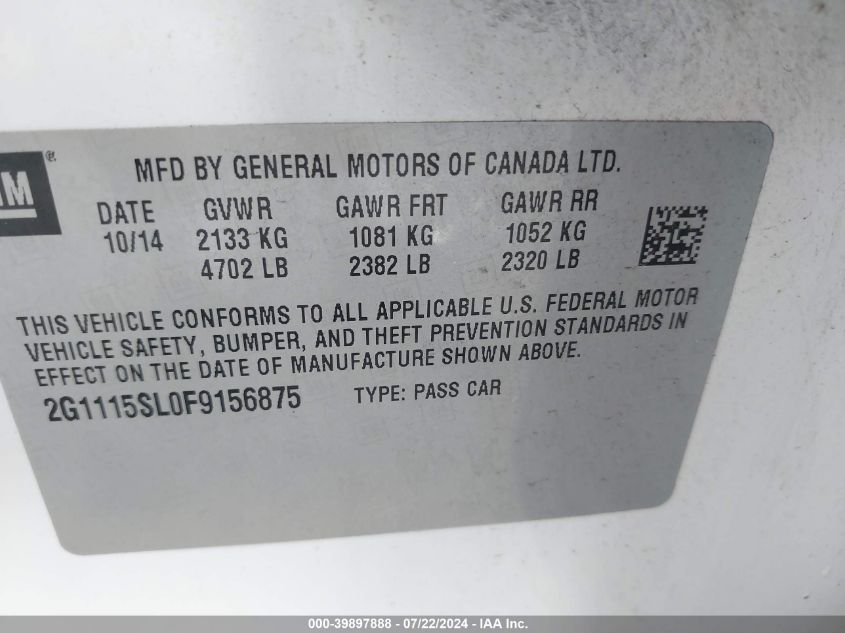 MFD BY GENERAL MOTORS OF CANADA LTD.
DATE GVWR GAWR FRT GAWR RR
10/14 2133 KG 1081 KG 1052 KG
4702 LB 2382 LB 2320 LB
THIS VEHICLE CONFORMS TO ALL APPLICABLE U.S. FEDERAL MOTOR
VEHICLE SAFETY, BUMPER, AND THEFT PREVENTION STANDARDS IN
EFFECT ON THE DATE OF MANUFACTURE SHOWN ABOVE.
2G1115SL0F9156875 TYPE: PASS CAR
000-39897888 - 07/22/2024 - IAA Inc.